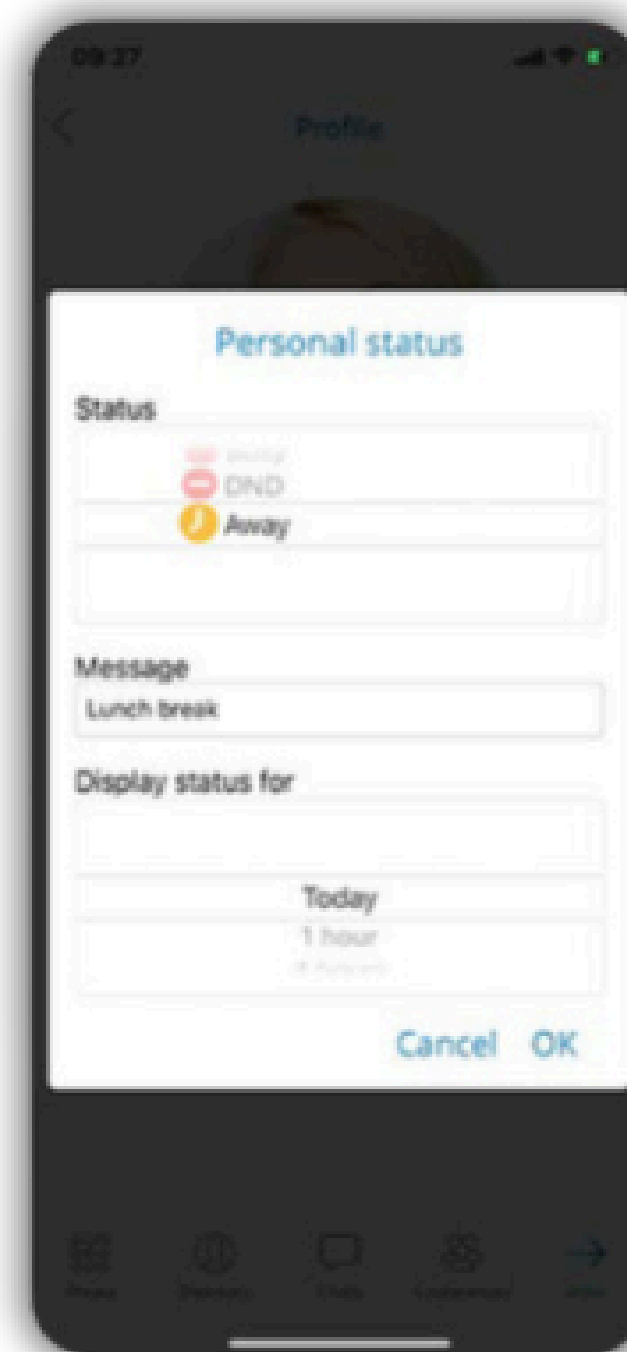 09:37
Profile
Personal status
Status
DND
Away
Message
Lunch break
Display status for
Today
1 hour
Cancel OK